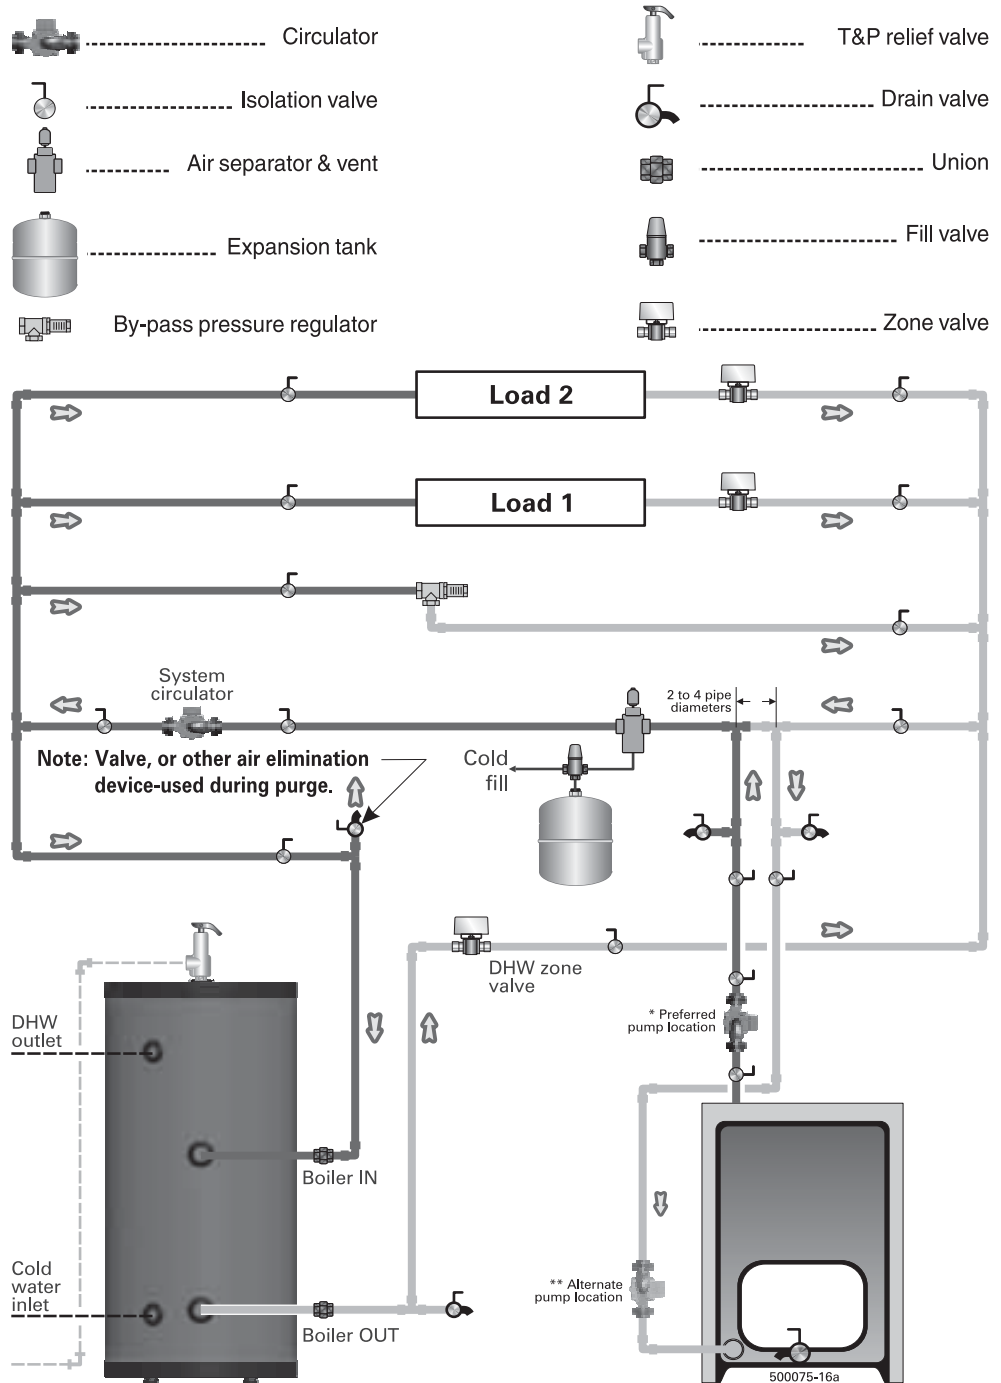 Circulator
Isolation valve
Air separator & vent
Expansion tank
By-pass pressure regulator
T&P relief valve
Drain valve
Union
Fill valve
Zone valve
Load 2
Load 1
System
circulator
2 to 4 pipe
diameters
Note: Valve, or other air elimination
device-used during purge.
Cold
fill
DHW zone
valve
* Preferred
pump location
DHW
outlet
Boiler IN
Cold
water
inlet
** Alternate
pump location
Boiler OUT
500075-16a